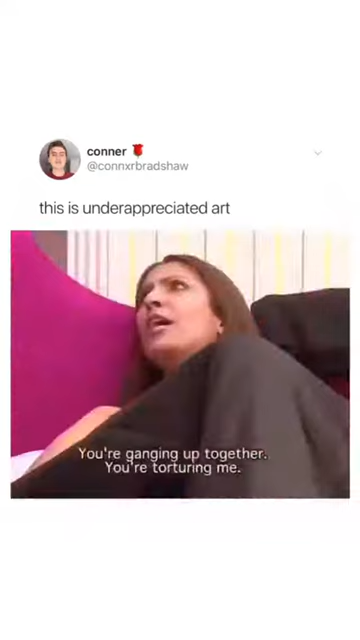 conner
@connxrbradshaw
this is underappreciated art
You're ganging up together.
You're torturing me.